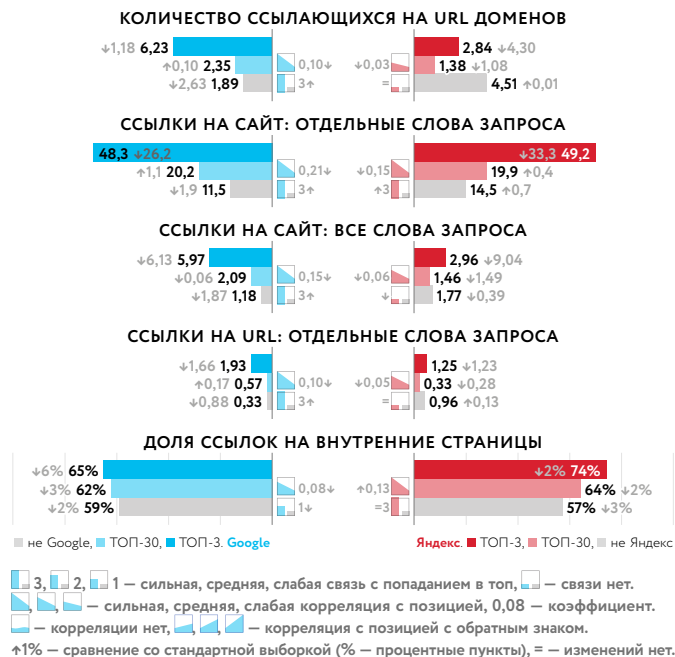 КОЛИЧЕСТВО ССЫЛАЮЩИХСЯ НА URL ДОМЕНОВ
↓1,18 6,23 2,84 ↓4,30
↑0,10 2,35 0,10↓ ↓0,03 1,38 ↓1,08
↓2,63 1,89 3↑ = 4,51 ↑0,01
ССЫЛКИ НА САЙТ: ОТДЕЛЬНЫЕ СЛОВА ЗАПРОСА
48,3 ↓26,2 ↓33,3 49,2
↑1,1 20,2 0,21↓ ↓0,15 19,9 ↑0,4
↓1,9 11,5 3↑ ↑3 14,5 ↑0,7
ССЫЛКИ НА САЙТ: ВСЕ СЛОВА ЗАПРОСА
↓6,13 5,97 2,96 ↓9,04
↓0,06 2,09 0,15↓ ↓0,06 1,46 ↓1,49
↓1,87 1,18 3↑ ↓ 1,77 ↓0,39
ССЫЛКИ НА URL: ОТДЕЛЬНЫЕ СЛОВА ЗАПРОСА
↓1,66 1,93 1,25 ↓1,23
↑0,17 0,57 0,10↓ ↓0,05 0,33 ↓0,28
↓0,88 0,33 3↑ = 0,96 ↑0,13
ДОЛЯ ССЫЛОК НА ВНУТРЕННИЕ СТРАНИЦЫ
↓6% 65% ↓2% 74%
↓3% 62% 0,08↓ ↑0,13 64% ↓2%
↓2% 59% 1↓ =3 57% ↓3%
не Google, ТОП-30, ТОП-3. Google Яндекс. ТОП-3, ТОП-30, не Яндекс
3, 2, 1 — сильная, средняя, слабая связь с попаданием в топ, — связи нет.
, , — сильная, средняя, слабая корреляция с позицией, 0,08 — коэффициент.
— корреляции нет, , , — корреляция с позицией с обратным знаком.
↑1% — сравнение со стандартной выборкой (% — процентные пункты), = — изменений нет.